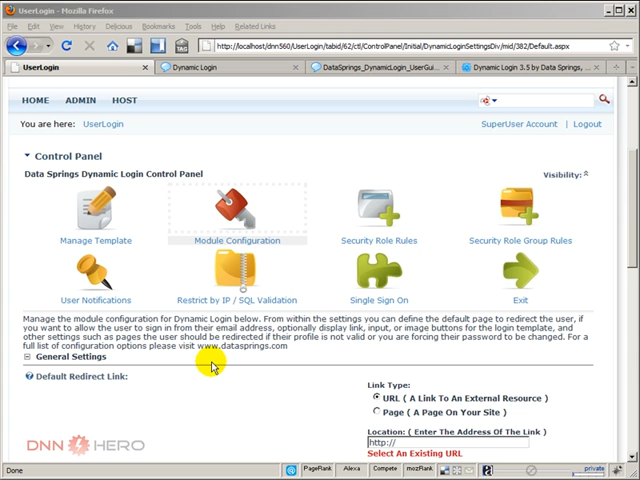 UserLogin - Mozilla Firefox
File Edit View History Delicious Bookmarks Tools Help Related Links
http://localhost/dnn560/UserLogin/tabid/62/ctl/ControlPanel/Initial/DynamicLoginSettingsDiv/mid/382/Default.aspx
UserLogin Dynamic Login DataSprings_DynamicLogin_UserGui... Dynamic Login 3.5 by Data Springs, ...
HOME ADMIN HOST
You are here: UserLogin SuperUser Account | Logout
Control Panel
Data Springs Dynamic Login Control Panel Visibility:
Manage Template Module Configuration Security Role Rules Security Role Group Rules
User Notifications Restrict by IP / SQL Validation Single Sign On Exit
Manage the module configuration for Dynamic Login below. From within the settings you can define the default page to redirect the user, if
you want to allow the user to sign in from their email address, optionally display link, input, or image buttons for the login template, and
other settings such as pages the user should be redirected if their profile is not valid or you are forcing their password to be changed. For a
full list of configuration options please visit www.datasprings.com
General Settings
Default Redirect Link:
Link Type:
URL ( A Link To An External Resource )
Page ( A Page On Your Site )
Location: ( Enter The Address Of The Link )
http://
Select An Existing URL
DNN HERO
Done PageRank Alexa Compete mozRank private